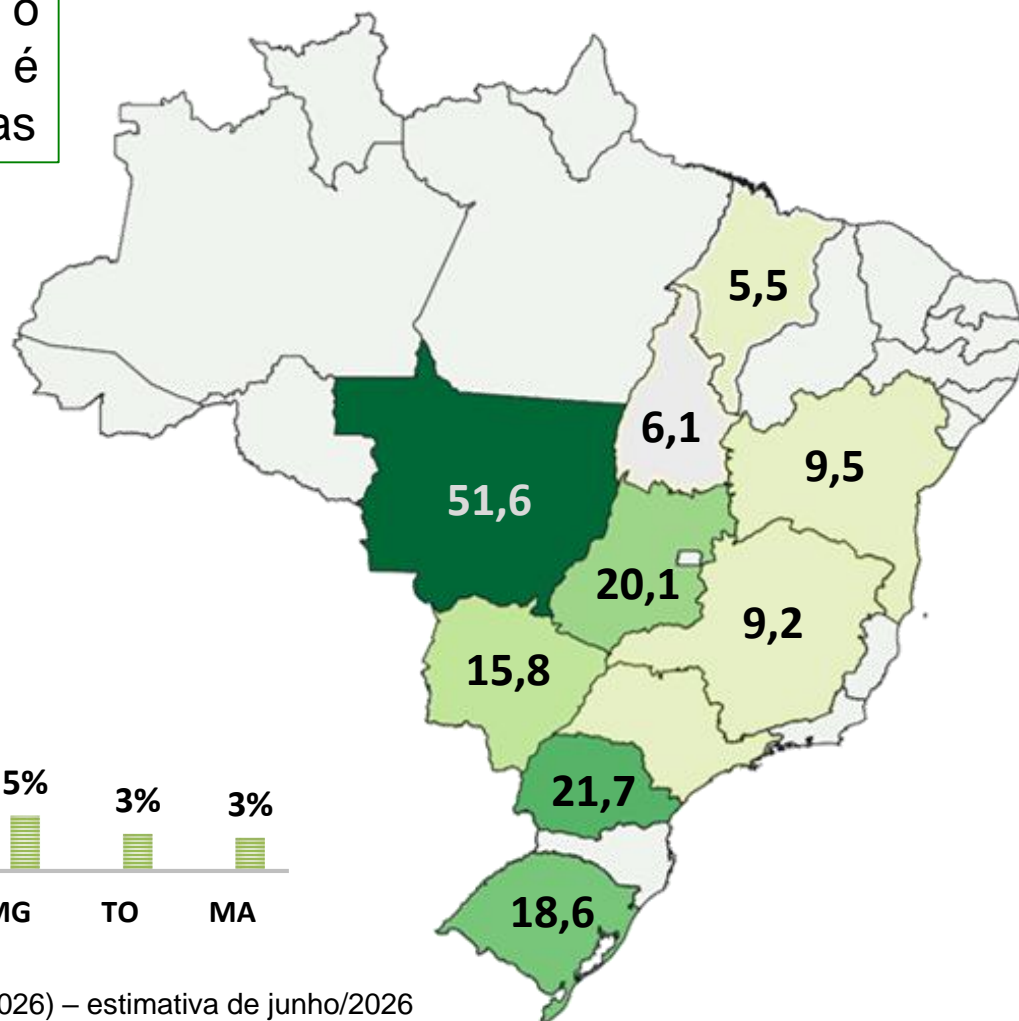 o
é
as
5,5
6,1
9,5
51,6
20,1
9,2
15,8
21,7
18,6
5% 3% 3%
MG TO MA
026) – estimativa de junho/2026